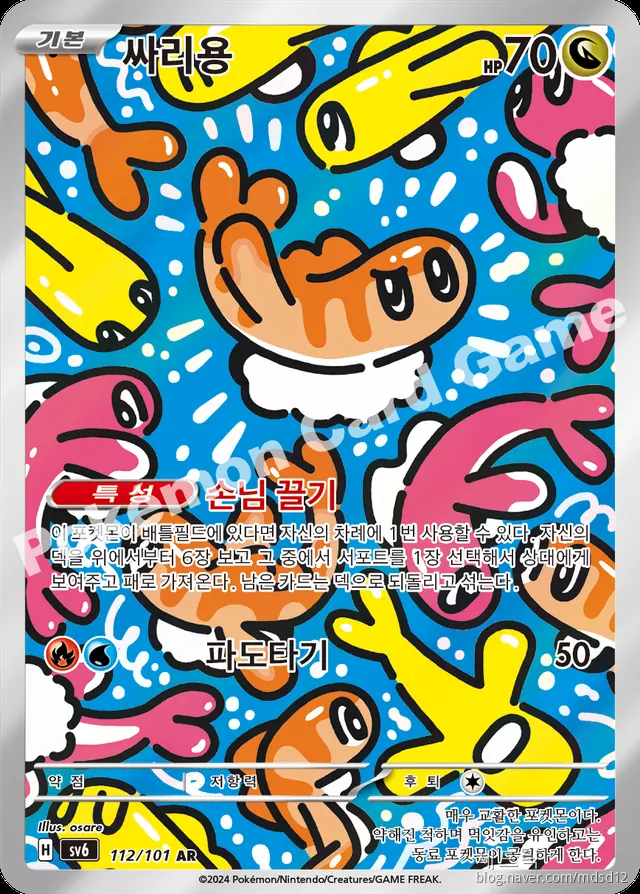 기본 싸리용 HP70
특성 손님 끌기
이 포켓몬이 배틀필드에 있다면 자신의 차례에 1번 사용할 수 있다. 자신의
덱을 위에서부터 6장 보고 그 중에서 서포트를 1장 선택해서 상대에게
보여주고 패로 가져온다. 남은 카드는 덱으로 되돌리고 섞는다.
파도타기 50
Pokémon Card Game
약점 저항력 후퇴
Illus. osare
H sv6 112/101 AR
매우 교활한 포켓몬이다.
약해진 척하며 먹잇감을 유인하고는
동료 포켓몬이 공격하게 한다.
©2024 Pokémon/Nintendo/Creatures/GAME FREAK.
blog.naver.com/mdsd12